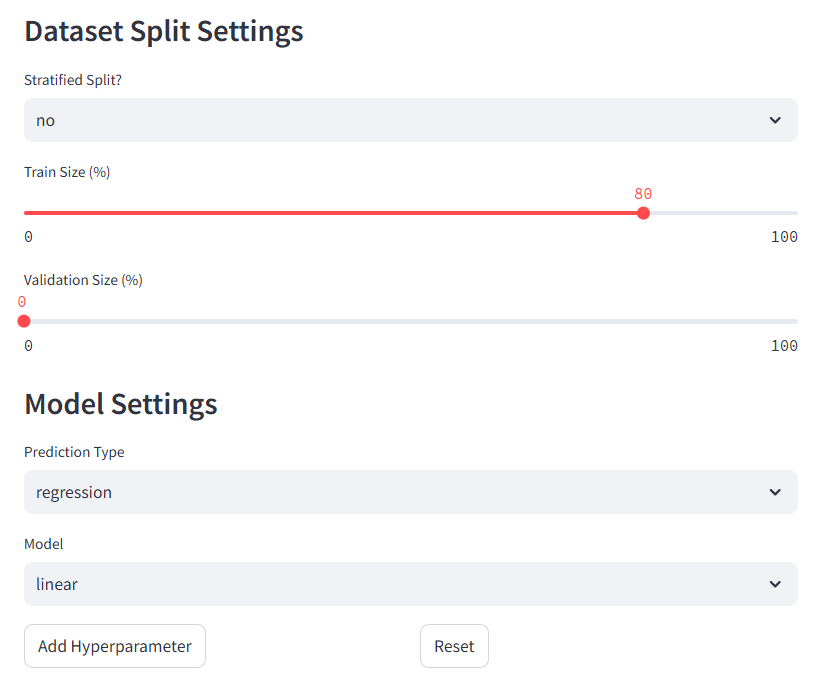 Dataset Split Settings
Stratified Split?
no
Train Size (%)
80
0 100
Validation Size (%)
0
0 100
Model Settings
Prediction Type
regression
Model
linear
Add Hyperparameter Reset